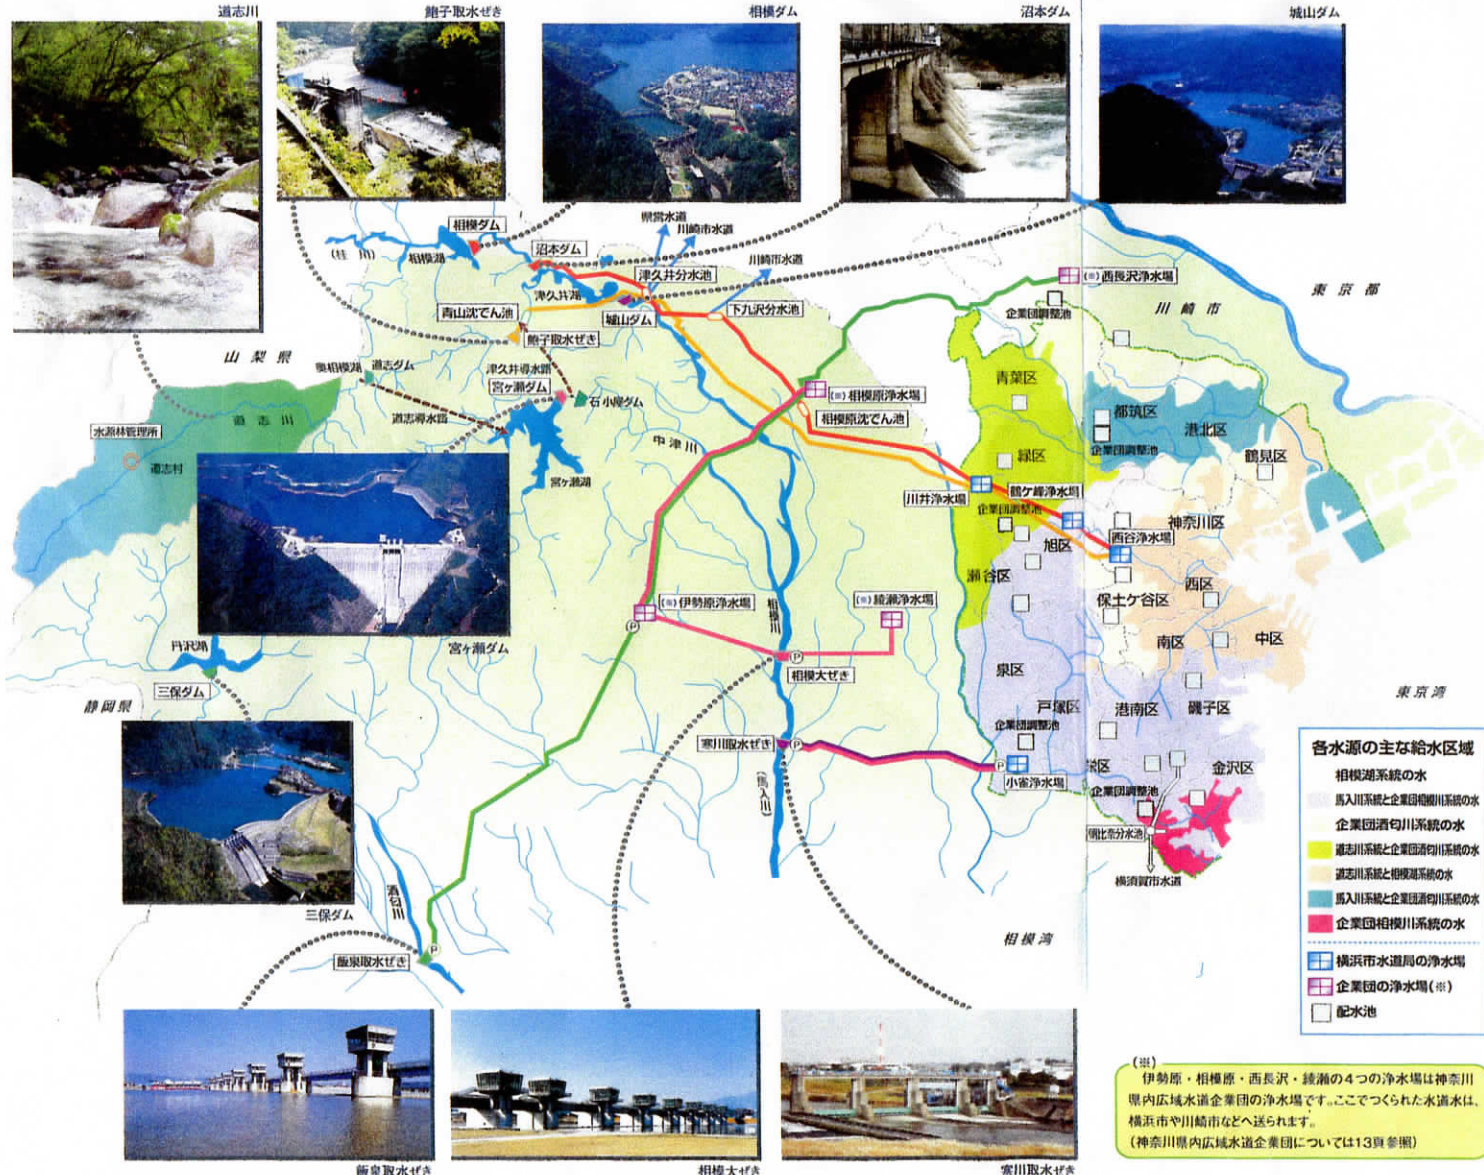 道志川
鮑子取水ぜき
相模ダム
沼本ダム
城山ダム
県営水道
川崎市水道
相模ダム
(桂川)
相模湖
沼本ダム
津久井分水池
川崎市水道
(※)西長沢浄水場
東京都
津久井湖
企業団調整池
川崎市
青山沈でん池
城山ダム
下九沢分水池
鮑子取水ぜき
山梨県
奥相模湖
道志ダム
津久井導水路
宮ヶ瀬ダム
青葉区
(※)相模原浄水場
石小屋ダム
都筑区
道志川
道志導水路
相模原沈でん池
港北区
水源林管理所
中津川
企業団調整池
鶴見区
道志村
緑区
宮ヶ瀬湖
川井浄水場
鶴ケ峰浄水場
企業団調整池
神奈川区
旭区
西谷浄水場
瀬谷区
西区
(※)伊勢原浄水場
相模川
(※)綾瀬浄水場
保土ケ谷区
P
南区
中区
丹沢湖
宮ヶ瀬ダム
P
泉区
三保ダム
相模大ぜき
静岡県
東京湾
戸塚区
港南区
磯子区
企業団調整池
寒川取水ぜき
P
P
栄区
金沢区
小雀浄水場
(馬入川)
企業団調整池
朝比奈分水池
横須賀市水道
酒匂川
三保ダム
相模湾
P
飯泉取水ぜき
各水源の主な給水区域
相模湖系統の水
馬入川系統と企業団相模川系統の水
企業団酒匂川系統の水
道志川系統と企業団酒匂川系統の水
道志川系統と相模湖系統の水
馬入川系統と企業団酒匂川系統の水
企業団相模川系統の水
横浜市水道局の浄水場
企業団の浄水場(※)
配水池
(※)
伊勢原・相模原・西長沢・綾瀬の4つの浄水場は神奈川
県内広域水道企業団の浄水場です。ここでつくられた水道水は、
横浜市や川崎市などへ送られます。
(神奈川県内広域水道企業団については13頁参照)
飯泉取水ぜき
相模大ぜき
寒川取水ぜき